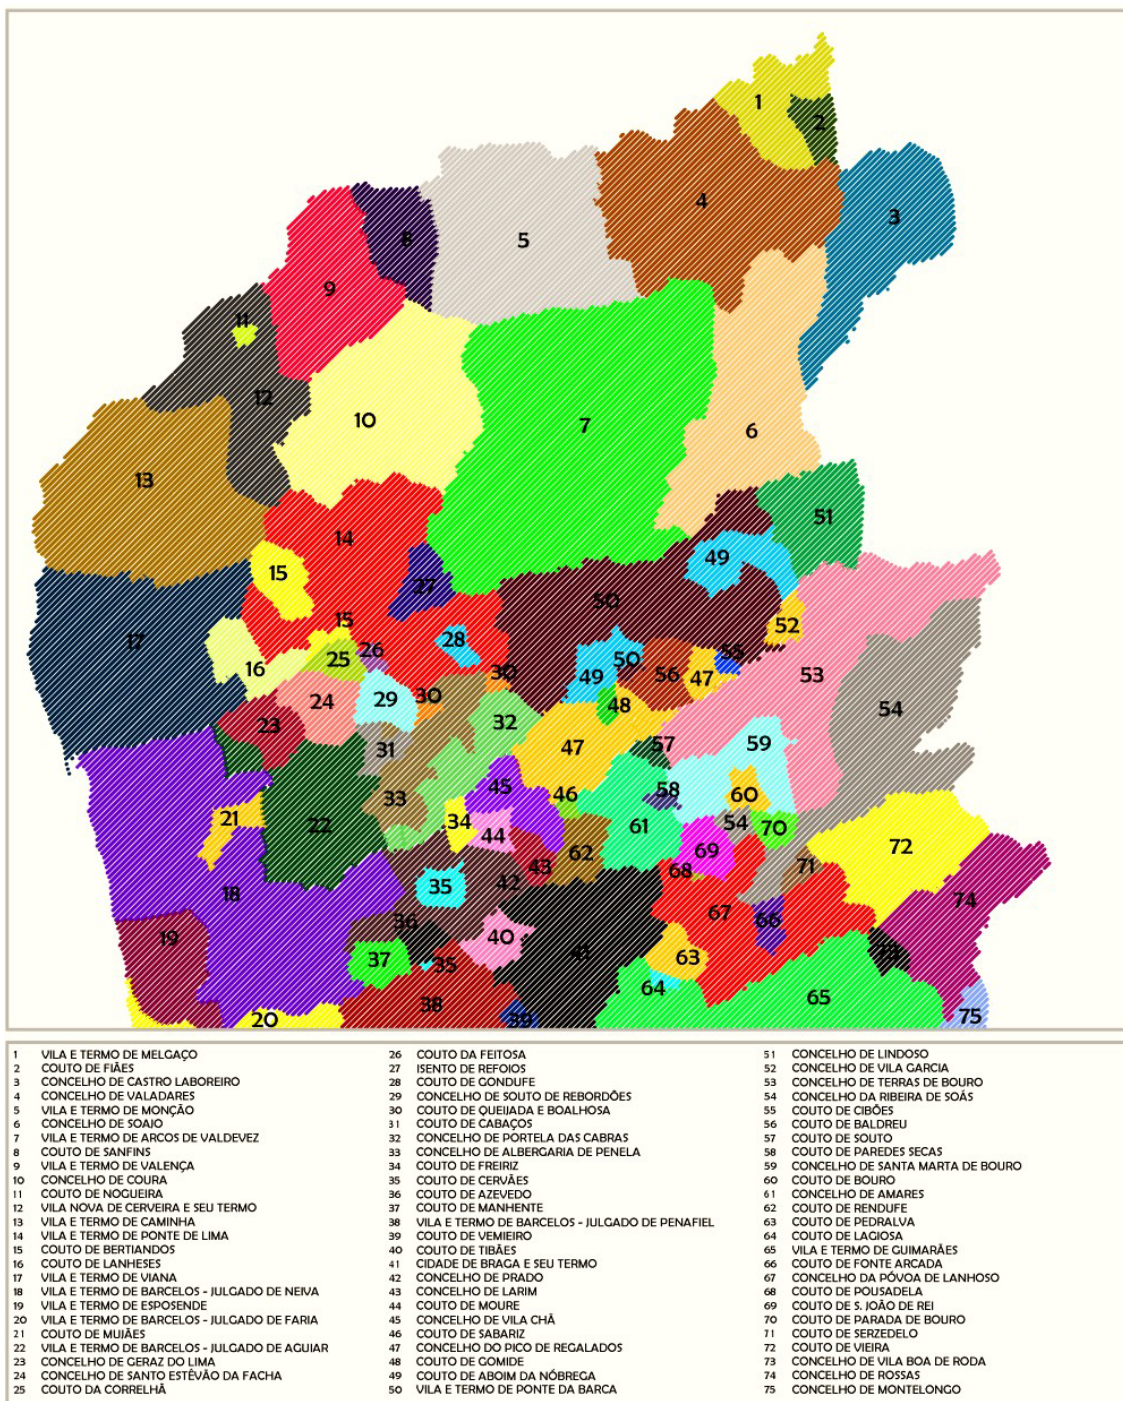 1
2
3
4
5
8
9
11
12
10
7
6
13
14
51
49
15
27
50
17
15
28
52
16
25
26
55
50
56
47
53
30
49
24
29
30
48
54
23
32
31
57
59
47
45
58
60
33
46
21
22
34
44
61
54
70
62
69
72
43
68
71
18
35
42
67
74
36
66
19
40
37
41
73
63
35
64
38
65
20
39
75
1 VILA E TERMO DE MELGAÇO
2 COUTO DE FIÃES
3 CONCELHO DE CASTRO LABOREIRO
4 CONCELHO DE VALADARES
5 VILA E TERMO DE MONÇÃO
6 CONCELHO DE SOAJO
7 VILA E TERMO DE ARCOS DE VALDEVEZ
8 COUTO DE SANFINS
9 VILA E TERMO DE VALENÇA
10 CONCELHO DE COURA
11 COUTO DE NOGUEIRA
12 VILA NOVA DE CERVEIRA E SEU TERMO
13 VILA E TERMO DE CAMINHA
14 VILA E TERMO DE PONTE DE LIMA
15 COUTO DE BERTIANDOS
16 COUTO DE LANHESES
17 VILA E TERMO DE VIANA
18 VILA E TERMO DE BARCELOS - JULGADO DE NEIVA
19 VILA E TERMO DE ESPOSENDE
20 VILA E TERMO DE BARCELOS - JULGADO DE FARIA
21 COUTO DE MUJÃES
22 VILA E TERMO DE BARCELOS - JULGADO DE AGUIAR
23 CONCELHO DE GERAZ DO LIMA
24 CONCELHO DE SANTO ESTÊVÃO DA FACHA
25 COUTO DA CORRELHÃ
26 COUTO DA FEITOSA
27 ISENTO DE REFOIOS
28 COUTO DE GONDUFE
29 CONCELHO DE SOUTO DE REBORDÕES
30 COUTO DE QUEIJADA E BOALHOSA
31 COUTO DE CABAÇOS
32 CONCELHO DE PORTELA DAS CABRAS
33 CONCELHO DE ALBERGARIA DE PENELA
34 COUTO DE FREIRIZ
35 COUTO DE CERVÃES
36 COUTO DE AZEVEDO
37 COUTO DE MANHENTE
38 VILA E TERMO DE BARCELOS - JULGADO DE PENAFIEL
39 COUTO DE VEMIEIRO
40 COUTO DE TIBÃES
41 CIDADE DE BRAGA E SEU TERMO
42 CONCELHO DE PRADO
43 CONCELHO DE LARIM
44 COUTO DE MOURE
45 CONCELHO DE VILA CHÃ
46 COUTO DE SABARIZ
47 CONCELHO DO PICO DE REGALADOS
48 COUTO DE GOMIDE
49 COUTO DE ABOIM DA NÓBREGA
50 VILA E TERMO DE PONTE DA BARCA
51 CONCELHO DE LINDOSO
52 CONCELHO DE VILA GARCIA
53 CONCELHO DE TERRAS DE BOURO
54 CONCELHO DA RIBEIRA DE SOÁS
55 COUTO DE CIBÕES
56 COUTO DE BALDREU
57 COUTO DE SOUTO
58 COUTO DE PAREDES SECAS
59 CONCELHO DE SANTA MARTA DE BOURO
60 COUTO DE BOURO
61 CONCELHO DE AMARES
62 COUTO DE RENDUFE
63 COUTO DE PEDRALVA
64 COUTO DE LAGIOSA
65 VILA E TERMO DE GUIMARÃES
66 COUTO DE FONTE ARCADA
67 CONCELHO DA PÓVOA DE LANHOSO
68 COUTO DE POUSADELA
69 COUTO DE S. JOÃO DE REI
70 COUTO DE PARADA DE BOURO
71 COUTO DE SERZEDELO
72 COUTO DE VIEIRA
73 CONCELHO DE VILA BOA DE RODA
74 CONCELHO DE ROSSAS
75 CONCELHO DE MONTELONGO